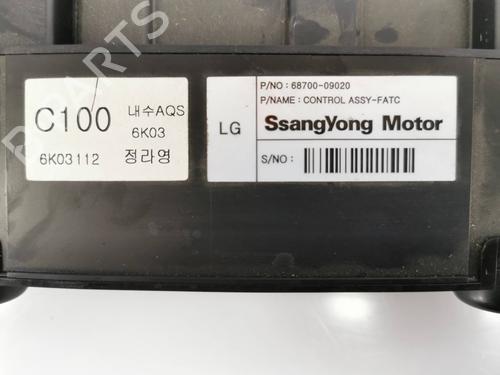 C100 내수AQS
6K03
6K03112 정라영
P/NO : 68700-09020
P/NAME : CONTROL ASSY-FATC
LG SsangYong Motor
S/NO :